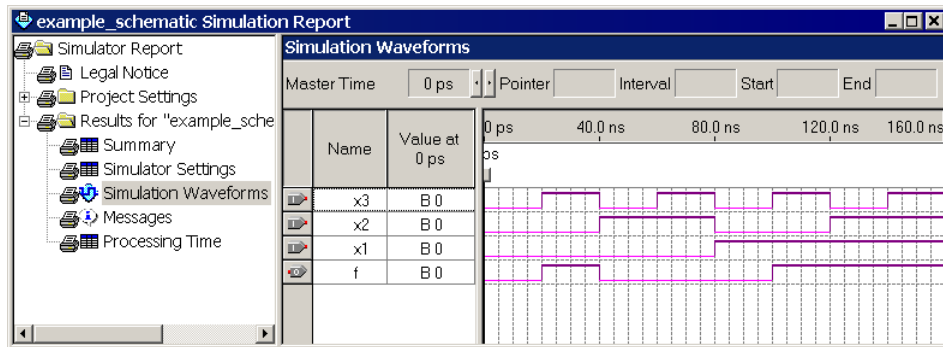 example_schematic Simulation Report
Simulator Report
Legal Notice
Project Settings
Results for "example_sche
Summary
Simulator Settings
Simulation Waveforms
Messages
Processing Time
Simulation Waveforms
Master Time 0 ps Pointer Interval Start End
Name Value at 0 ps
0 ps 40.0 ns 80.0 ns 120.0 ns 160.0 ns
ps
x3 B 0
x2 B 0
x1 B 0
f B 0